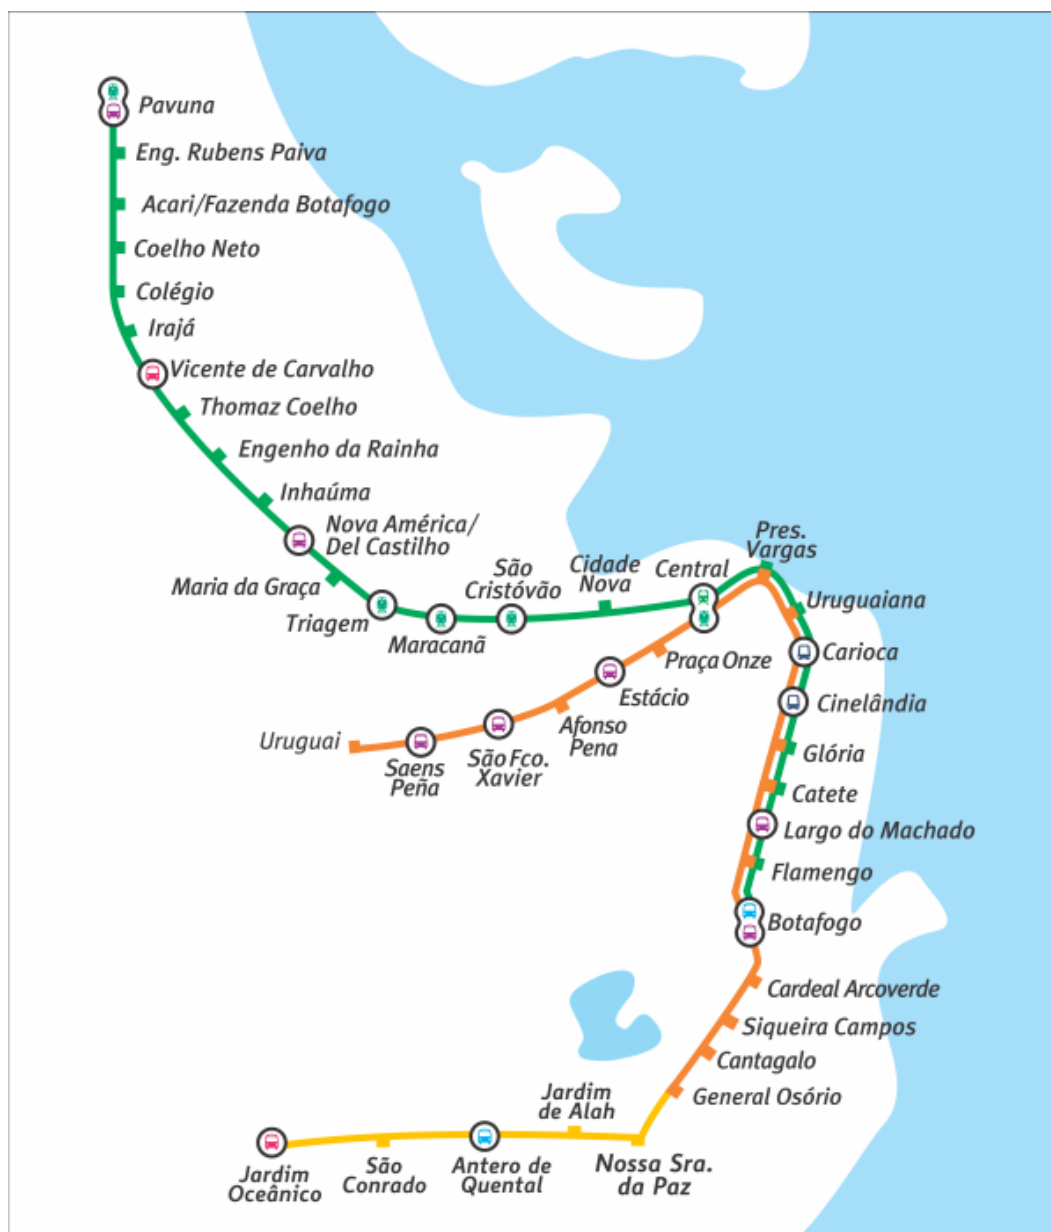 Pavuna
Eng. Rubens Paiva
Acari/Fazenda Botafogo
Coelho Neto
Colégio
Irajá
Vicente de Carvalho
Thomaz Coelho
Engenho da Rainha
Inhaúma
Nova América/
Del Castilho
Maria da Graça
Triagem
Maracanã
São
Cristóvão
Cidade
Nova
Central
Pres.
Vargas
Uruguaiana
Carioca
Cinelândia
Glória
Catete
Largo do Machado
Flamengo
Botafogo
Praça Onze
Estácio
Afonso
Pena
São Fco.
Xavier
Saens
Peña
Uruguai
Cardeal Arcoverde
Siqueira Campos
Cantagalo
General Osório
Nossa Sra.
da Paz
Jardim
de Alah
Antero de
Quental
São
Conrado
Jardim
Oceânico